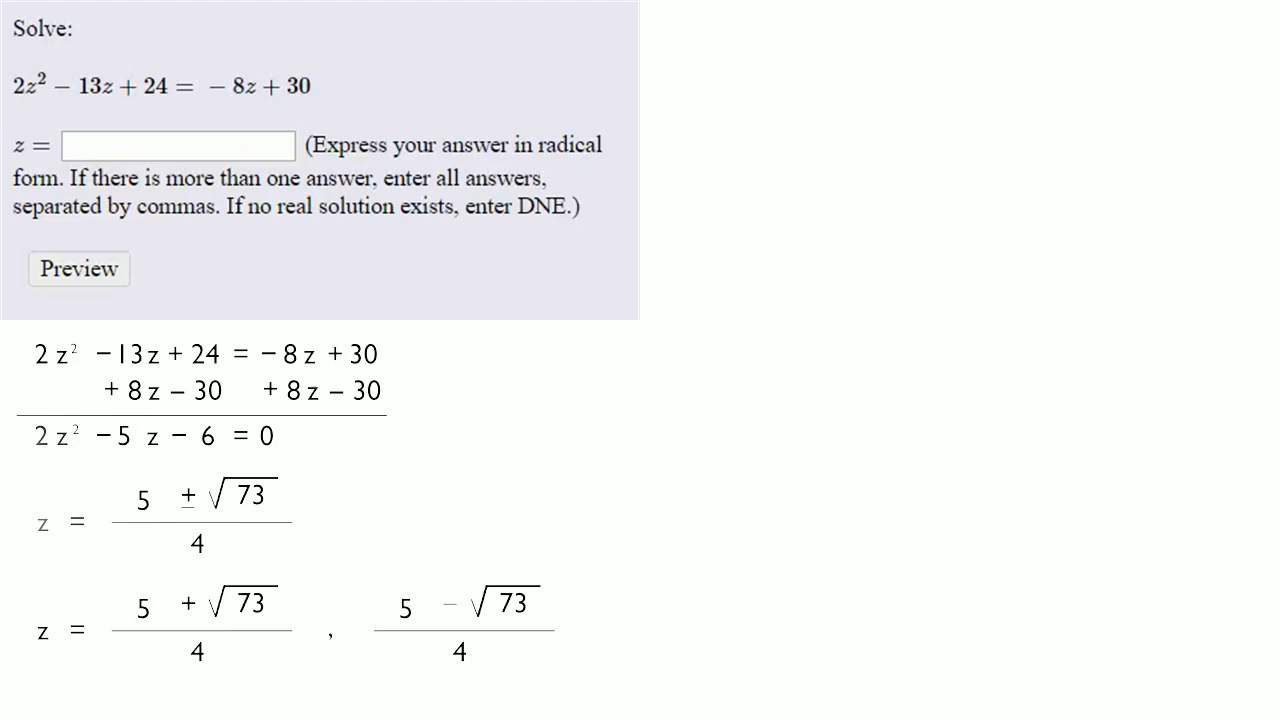 Solve:
2z² − 13z + 24 = − 8z + 30
z = (Express your answer in radical
form. If there is more than one answer, enter all answers,
separated by commas. If no real solution exists, enter DNE.)
Preview
2 z² − 13 z + 24 = − 8 z + 30
+ 8 z − 30 + 8 z − 30
2 z² − 5 z − 6 = 0
5 ± √73
z =
4
5 + √73 5 − √73
z = ,
4 4